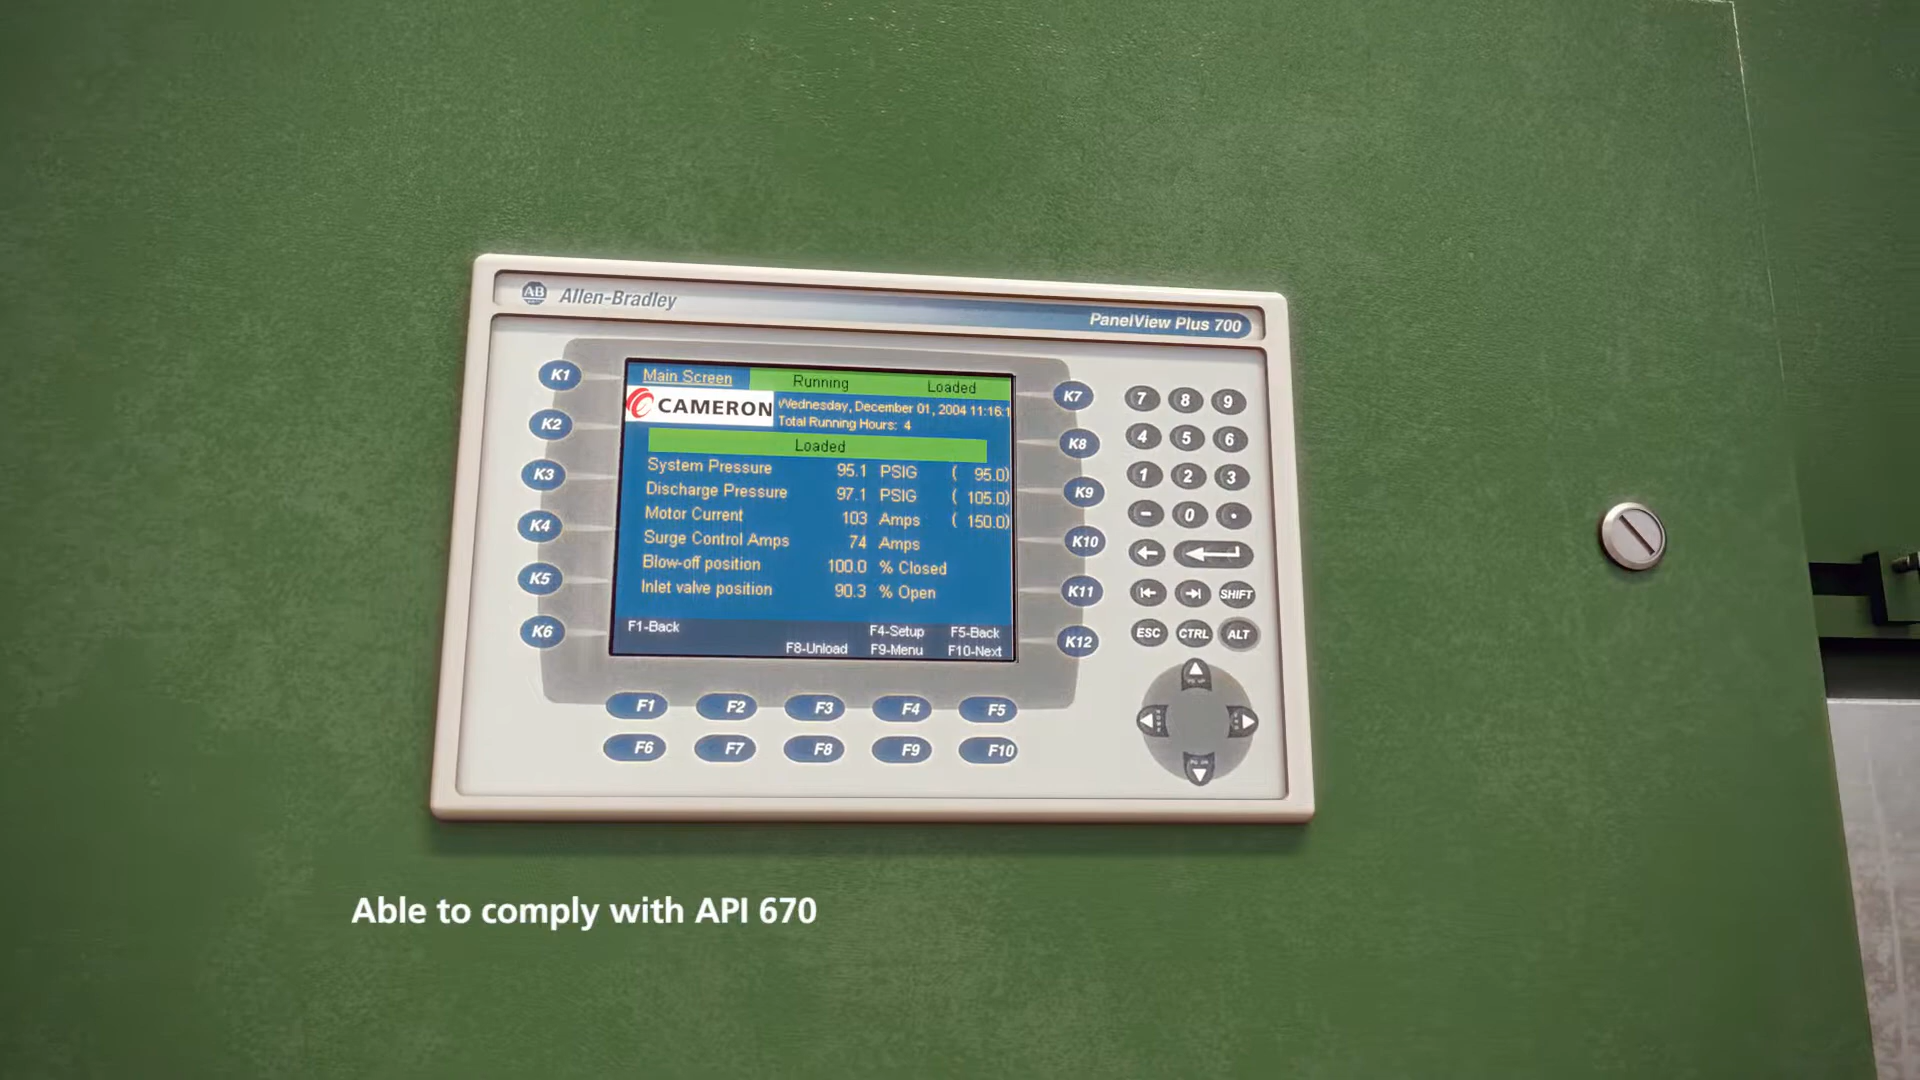 AB Allen-Bradley
PanelView Plus 700
Main Screen Running Loaded
CAMERON
Wednesday, December 01, 2004 11:16:1
Total Running Hours: 4
Loaded
System Pressure 95.1 PSIG ( 95.0)
Discharge Pressure 97.1 PSIG ( 105.0)
Motor Current 103 Amps ( 150.0)
Surge Control Amps 74 Amps
Blow-off position 100.0 % Closed
Inlet valve position 90.3 % Open
F1-Back F4-Setup F5-Back
F8-Unload F9-Menu F10-Next
K1
K2
K3
K4
K5
K6
K7
K8
K9
K10
K11
K12
F1 F2 F3 F4 F5
F6 F7 F8 F9 F10
7 8 9
4 5 6
1 2 3
- 0 .
SHIFT
ESC CTRL ALT
Able to comply with API 670